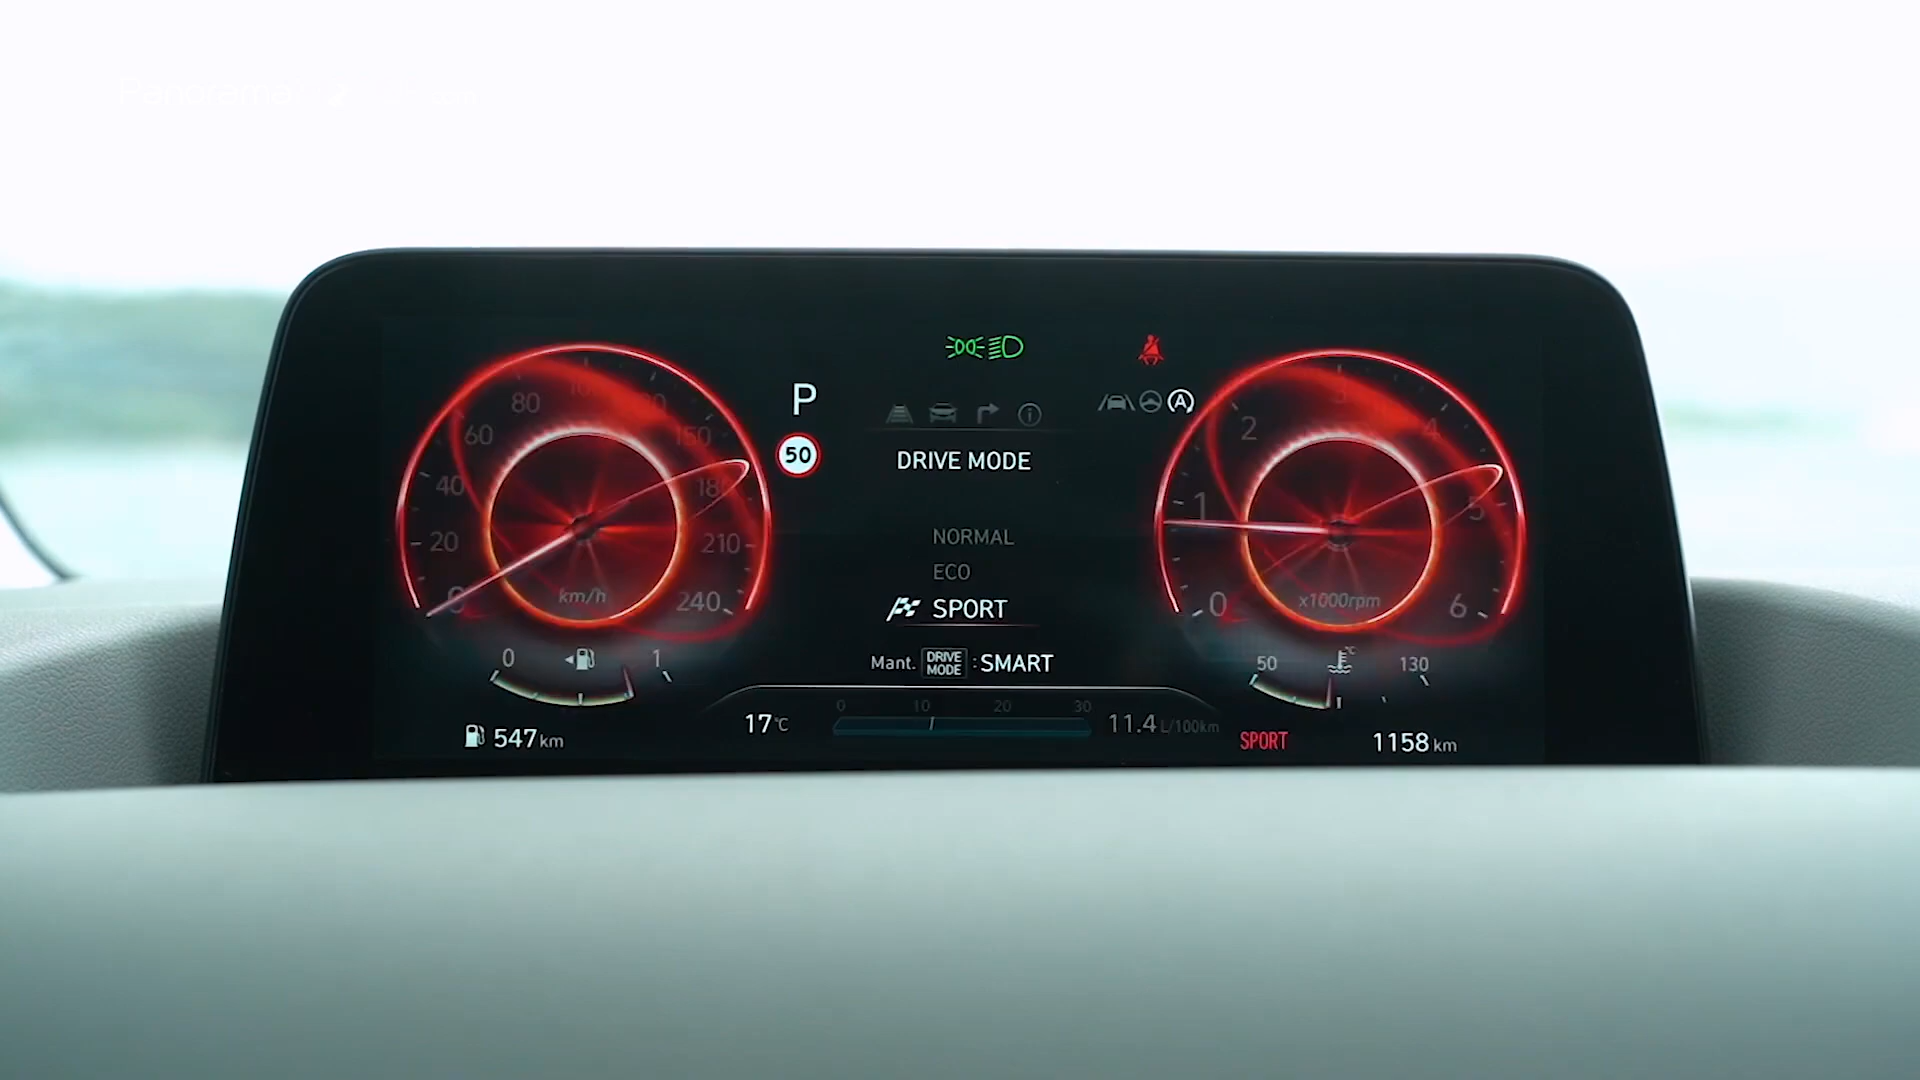 Panorama
80
60
40
20
0
km/h
150
180
210
240
P
50
DRIVE MODE
NORMAL
ECO
SPORT
Mant. DRIVE MODE : SMART
A
2
3
4
1
5
0
x1000rpm
6
0 1
547 km
17°C
0 10 20 30
11.4 L/100km
50 °C 130
SPORT
1158 km